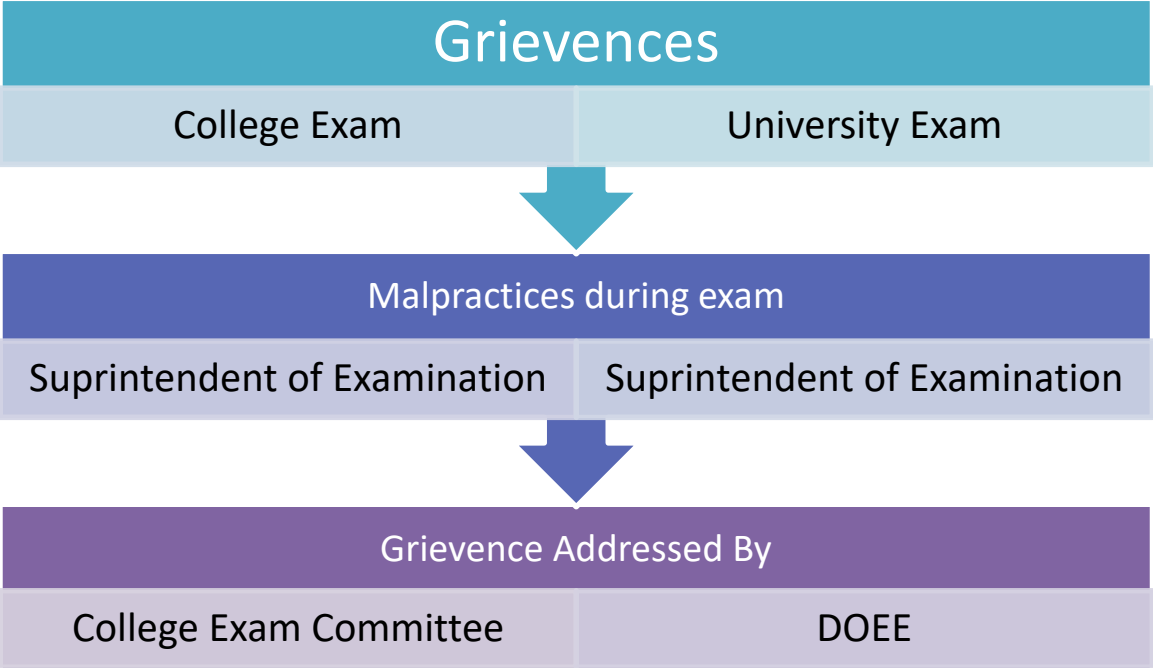 Grievences
College Exam
University Exam
Malpractices during exam
Suprintendent of Examination
Suprintendent of Examination
Grievence Addressed By
College Exam Committee
DOEE